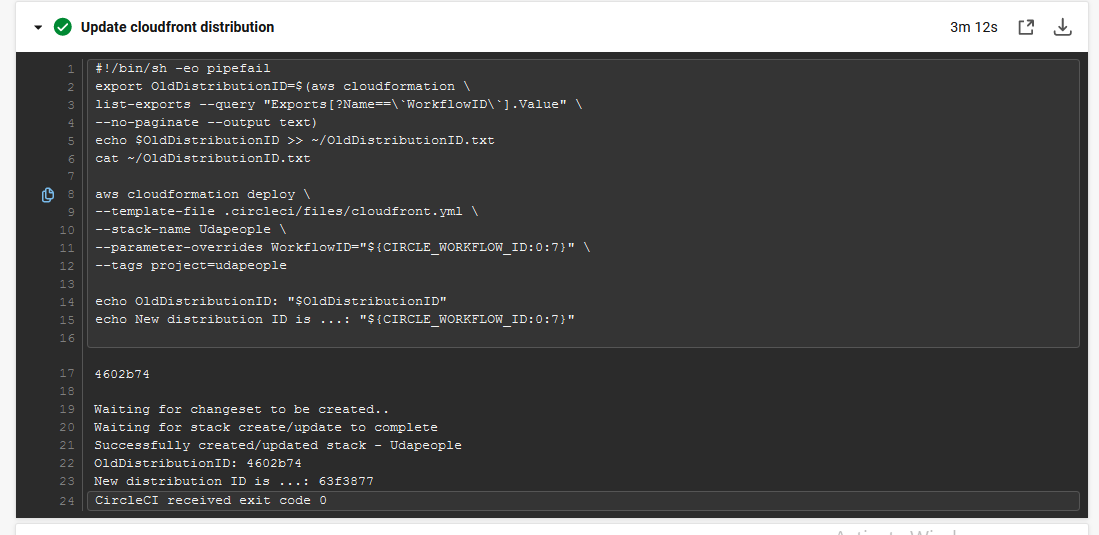 Update cloudfront distribution
3m 12s
1 #!/bin/sh -eo pipefail
2 export OldDistributionID=$(aws cloudformation \
3 list-exports --query "Exports[?Name==\`WorkflowID\`].Value" \
4 --no-paginate --output text)
5 echo $OldDistributionID >> ~/OldDistributionID.txt
6 cat ~/OldDistributionID.txt
7
8 aws cloudformation deploy \
9 --template-file .circleci/files/cloudfront.yml \
10 --stack-name Udapeople \
11 --parameter-overrides WorkflowID="${CIRCLE_WORKFLOW_ID:0:7}" \
12 --tags project=udapeople
13
14 echo OldDistributionID: "$OldDistributionID"
15 echo New distribution ID is ...: "${CIRCLE_WORKFLOW_ID:0:7}"
16
17 4602b74
18
19 Waiting for changeset to be created..
20 Waiting for stack create/update to complete
21 Successfully created/updated stack - Udapeople
22 OldDistributionID: 4602b74
23 New distribution ID is ...: 63f3877
24 CircleCI received exit code 0